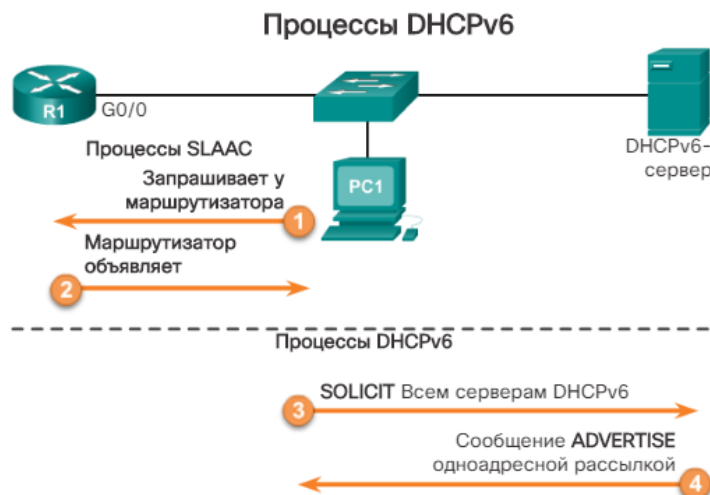 Процессы DHCPv6
R1
G0/0
DHCPv6-
сервер
Процессы SLAAC
Запрашивает у
маршрутизатора
1
PC1
Маршрутизатор
объявляет
2
Процессы DHCPv6
3
SOLICIT Всем серверам DHCPv6
Сообщение ADVERTISE
одноадресной рассылкой
4